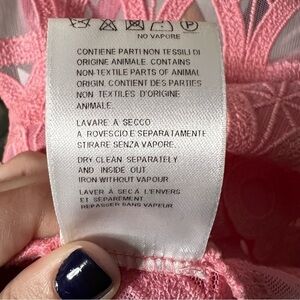 P
NO VAPORE
CONTIENE PARTI NON TESSILI DI
ORIGINE ANIMALE. CONTAINS
NON-TEXTILE PARTS OF ANIMAL
ORIGIN. CONTIENT DES PARTIES
NON TEXTILES D'ORIGINE
ANIMALE.
LAVARE A SECCO
A ROVESCIO E SEPARATAMENTE
STIRARE SENZA VAPORE.
DRY CLEAN SEPARATELY
AND INSIDE OUT
IRON WITHOUT VAPOUR
LAVER À SEC À L'ENVERS
ET SÉPARÉMENT
REPASSER SANS VAPEUR